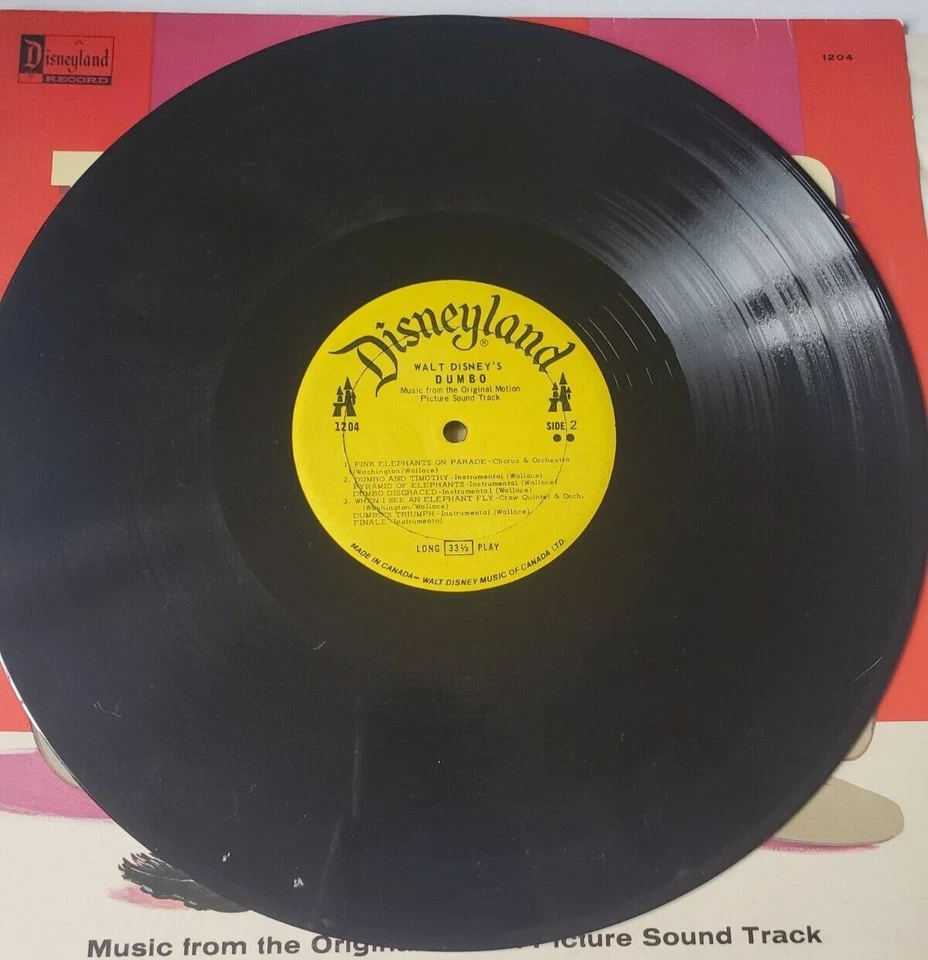 Disneyland
RECORD
1204
Disneyland
®
WALT DISNEY'S
DUMBO
Music from the Original Motion
Picture Sound Track
1204
SIDE 2
1. PINK ELEPHANTS ON PARADE-Chorus & Orchestra
(Washington/Wallace)
2. DUMBO AND TIMOTHY-Instrumental (Wallace)
PYRAMID OF ELEPHANTS-Instrumental (Wallace)
DUMBO DISGRACED-Instrumental (Wallace)
3. WHEN I SEE AN ELEPHANT FLY-Crow Quintet & Orch.
(Washington/Wallace)
DUMBO'S TRIUMPH-Instrumental (Wallace)
FINALE-Instrumental
LONG 33⅓ PLAY
MADE IN CANADA- WALT DISNEY MUSIC OF CANADA LTD.
Music from the Sound Track